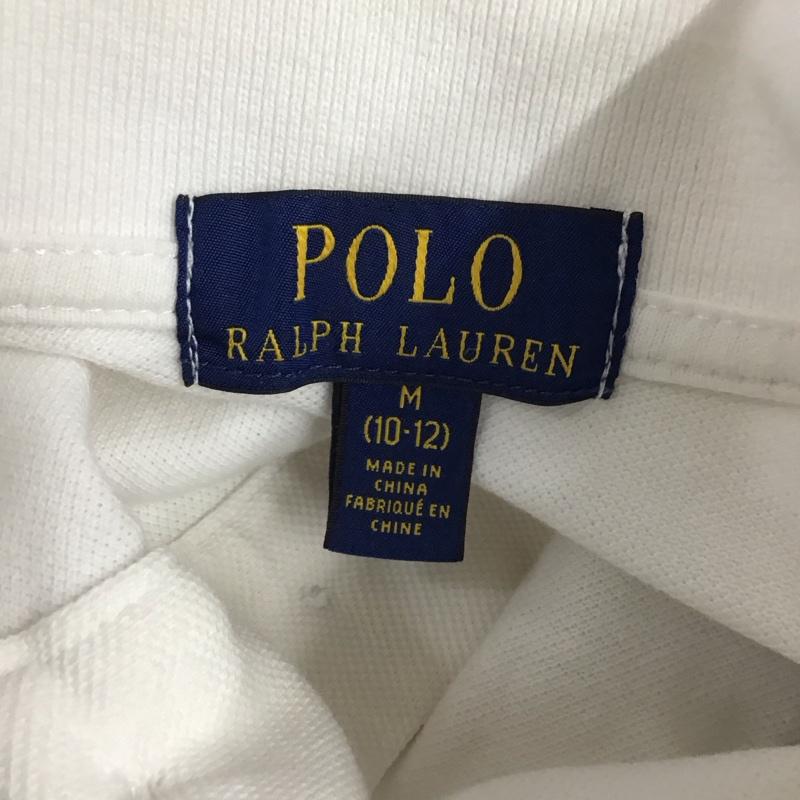 POLO
RALPH LAUREN
M
(10-12)
MADE IN
CHINA
FABRIQUÉ EN
CHINE